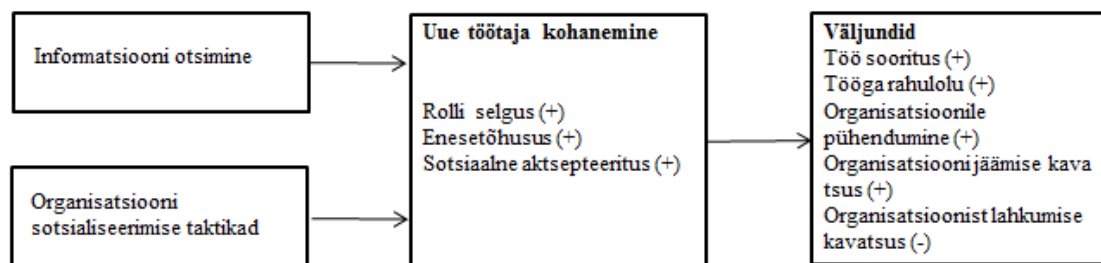 Informatsiooni otsimine
Organisatsiooni
sotsialiseerimise taktikad
Uue töötaja kohanemine
Rolli selgus (+)
Enesetõhusus (+)
Sotsiaalne aktsepteeritus (+)
Väljundid
Töö sooritus (+)
Tööga rahulolu (+)
Organisatsioonile
pühendumine (+)
Organisatsiooni jäämise kava
tsus (+)
Organisatsioonist lahkumise
kavatsus (-)